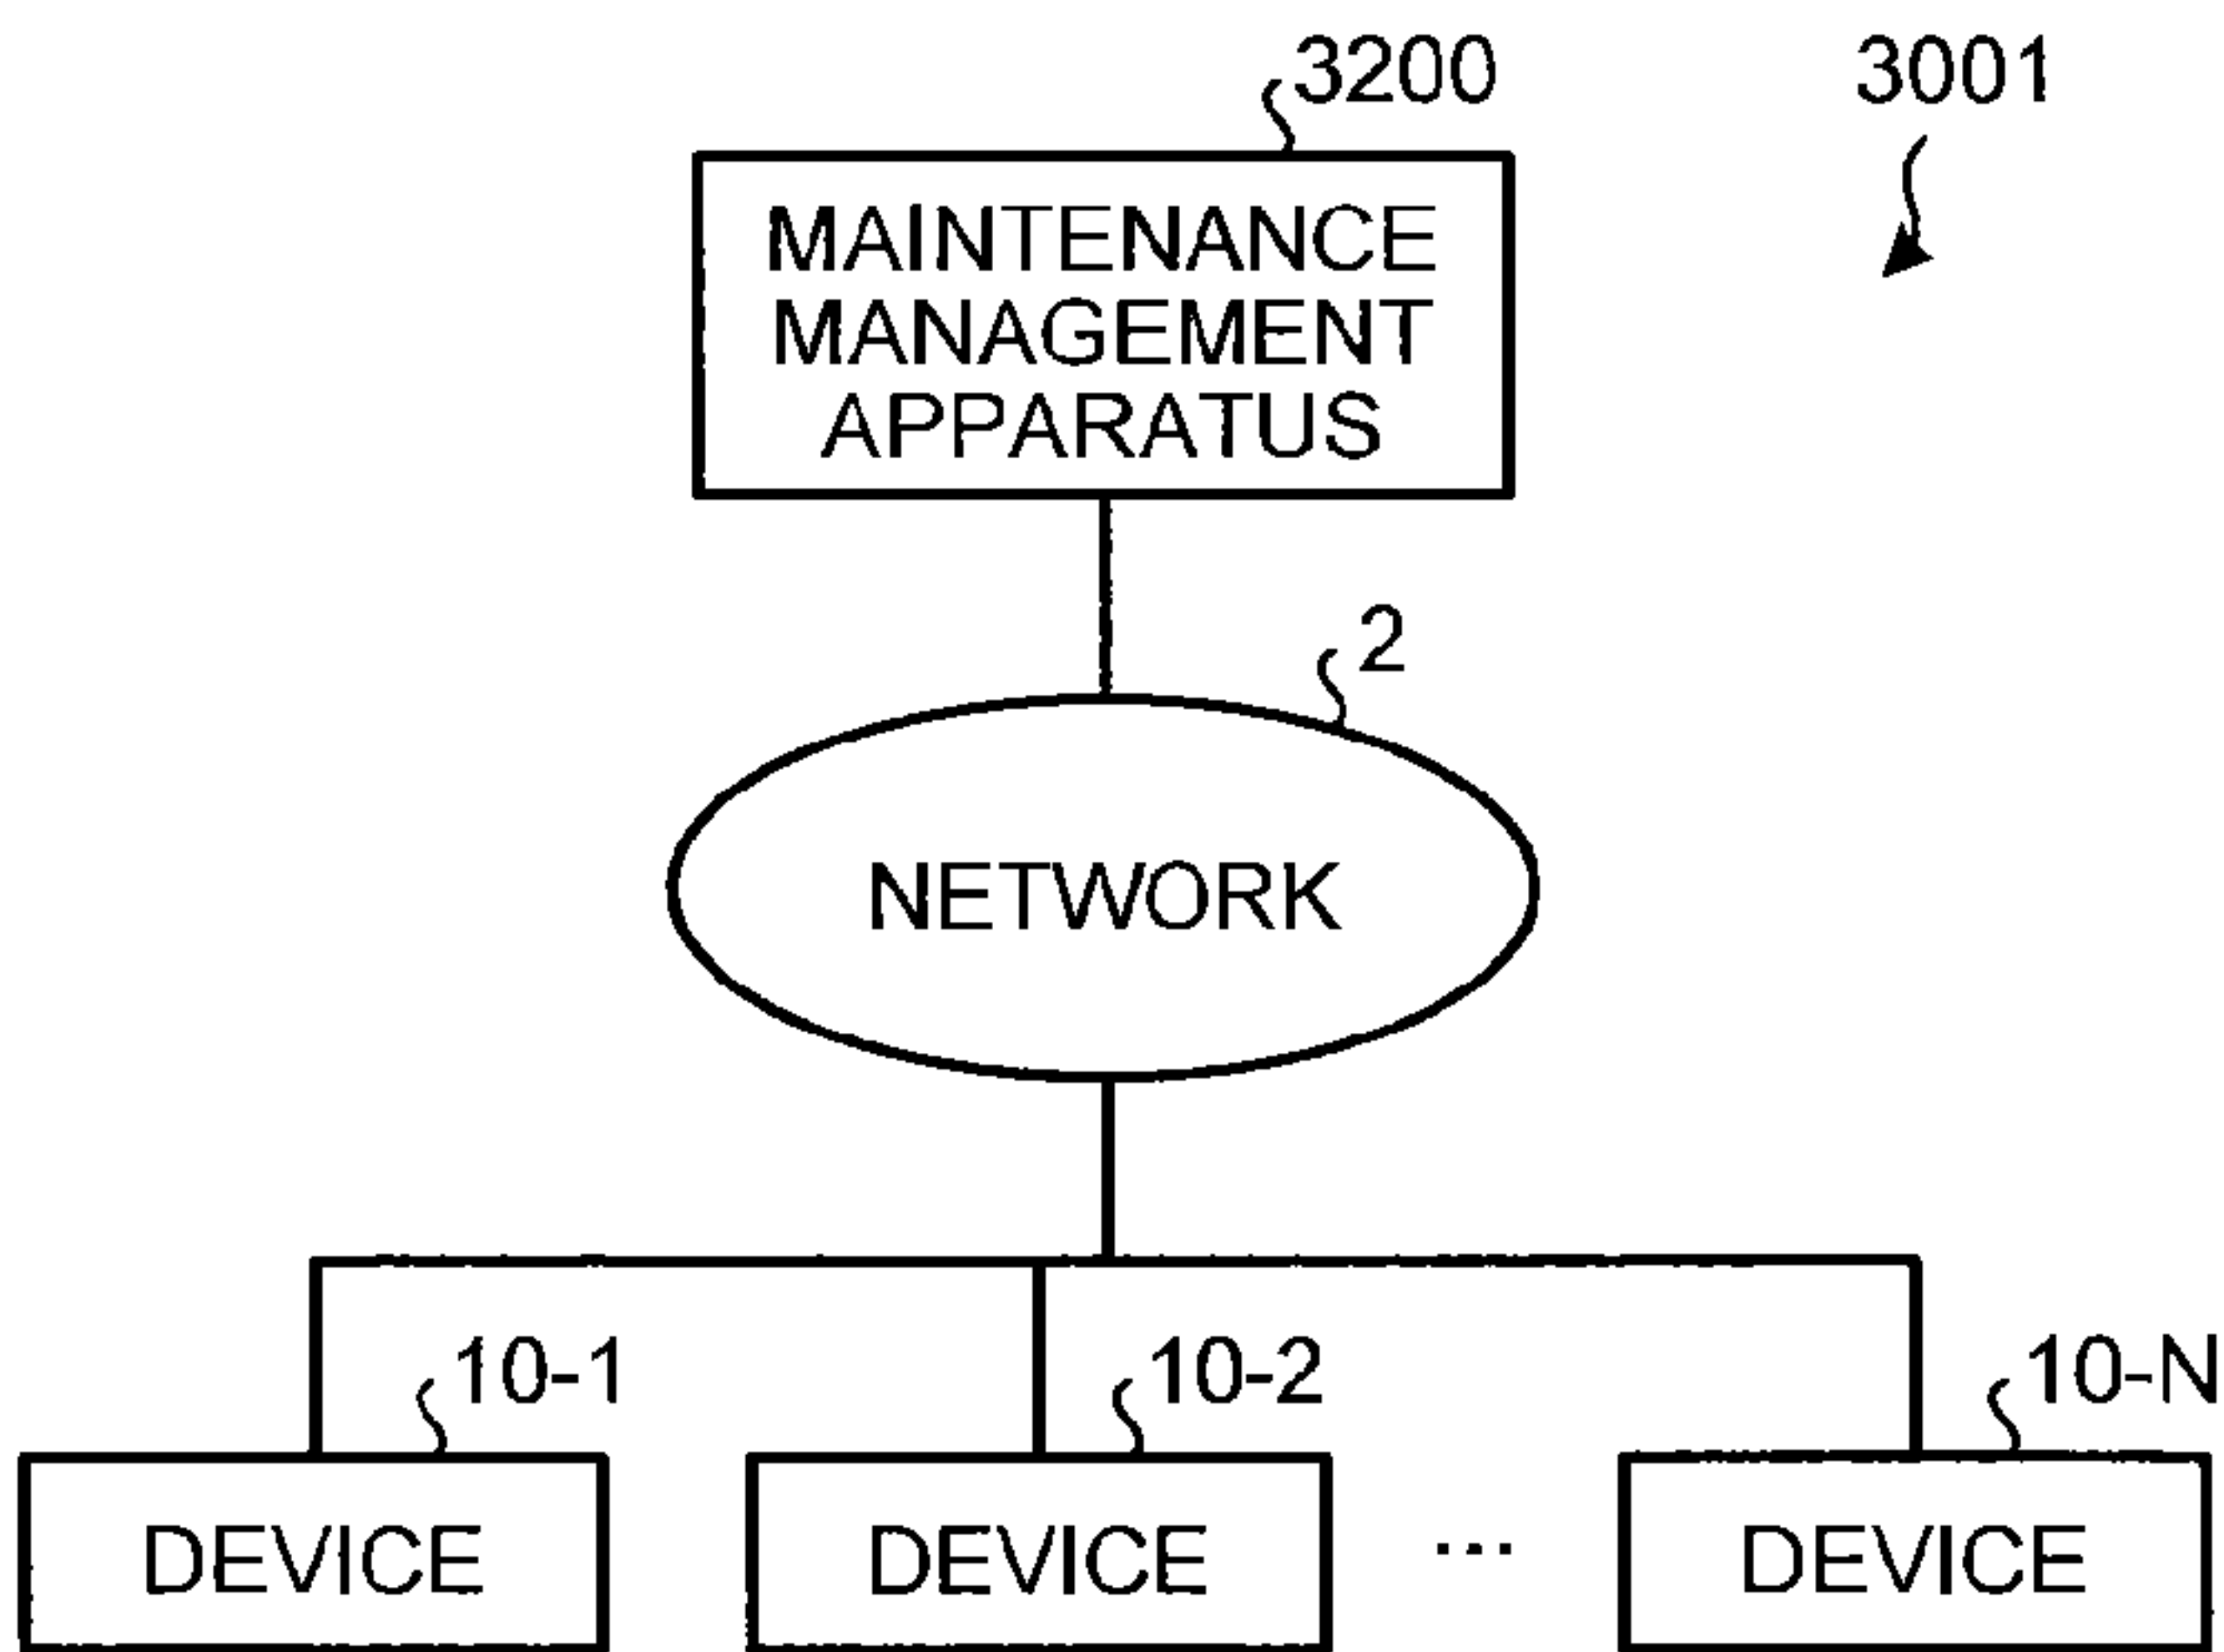 3200
3001
MAINTENANCE
MANAGEMENT
APPARATUS
2
NETWORK
10-1
10-2
10-N
DEVICE
DEVICE
...
DEVICE